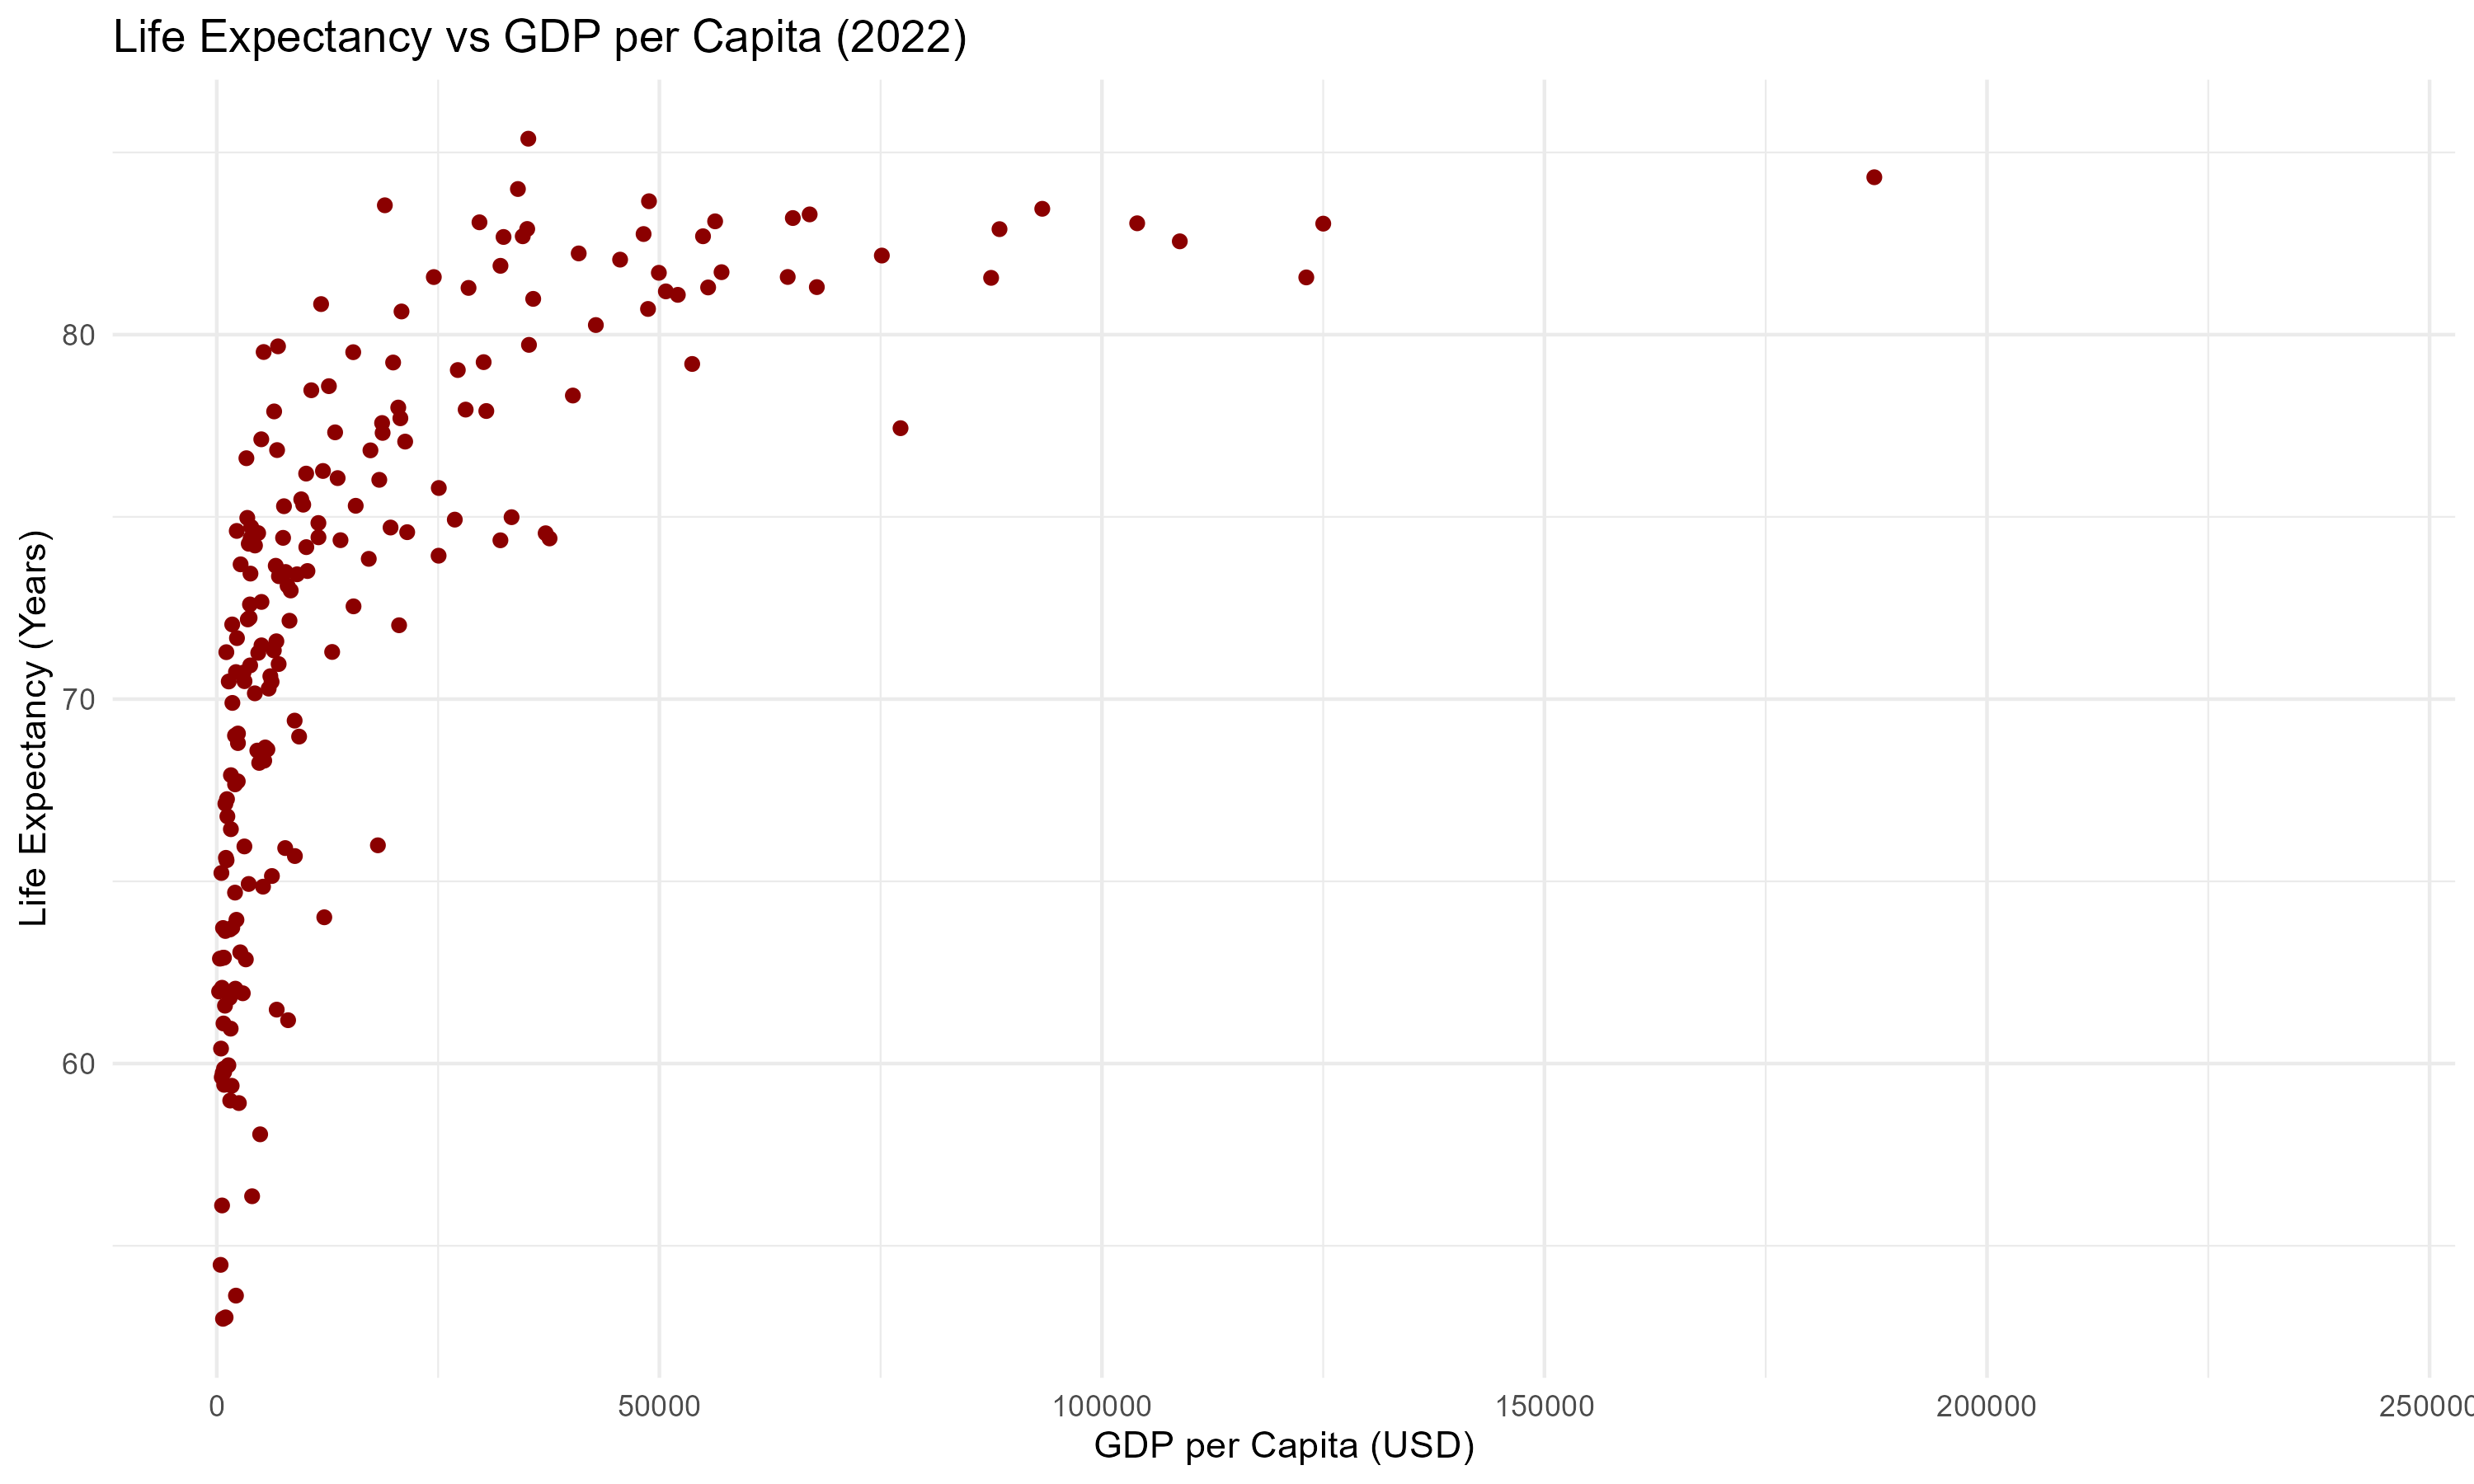 Life Expectancy vs GDP per Capita (2022)
Life Expectancy (Years)
80
70
60
0 50000 100000 150000 200000 250000
GDP per Capita (USD)